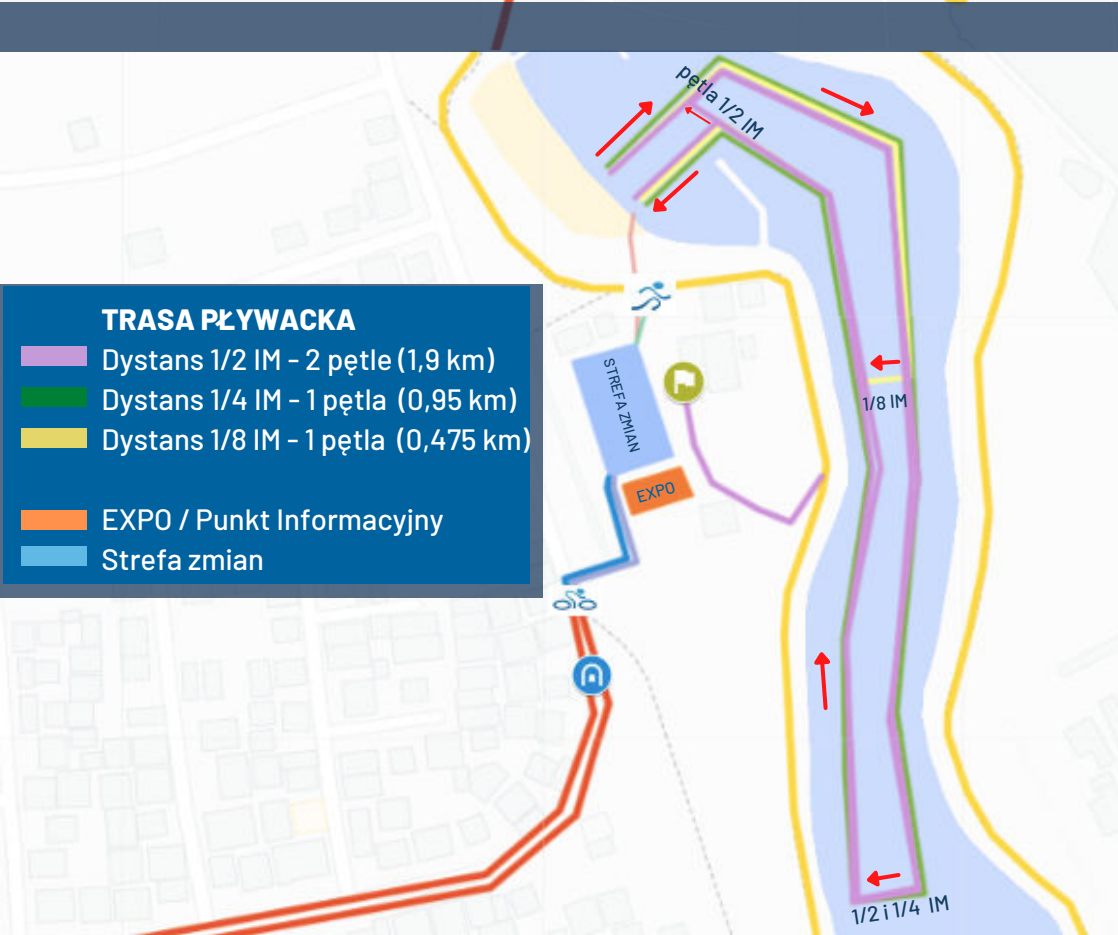 pętla 1/2 IM
TRASA PŁYWACKA
Dystans 1/2 IM - 2 pętle (1,9 km)
Dystans 1/4 IM - 1 pętla (0,95 km)
Dystans 1/8 IM - 1 pętla (0,475 km)
EXPO / Punkt Informacyjny
Strefa zmian
STREFA ZMIAN
1/8 IM
EXPO
1/2 i 1/4 IM